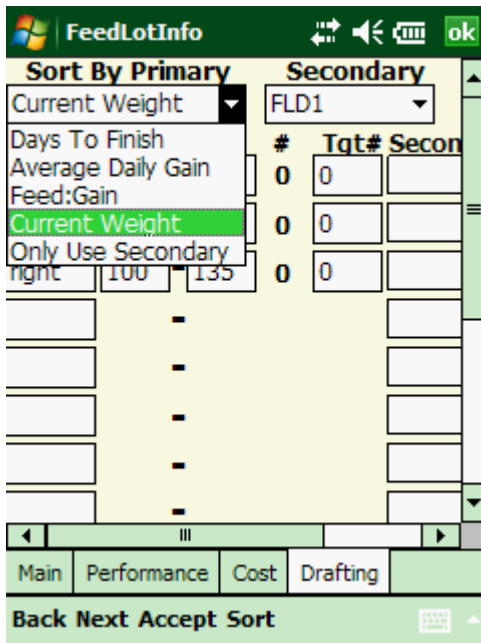 FeedLotInfo ok
Sort By Primary Secondary
Current Weight FLD1
Days To Finish # Tgt# Secon
Average Daily Gain 0 0
Feed:Gain
Current Weight 0 0
Only Use Secondary
right 100 - 135 0 0
-
-
-
-
-
Main Performance Cost Drafting
Back Next Accept Sort